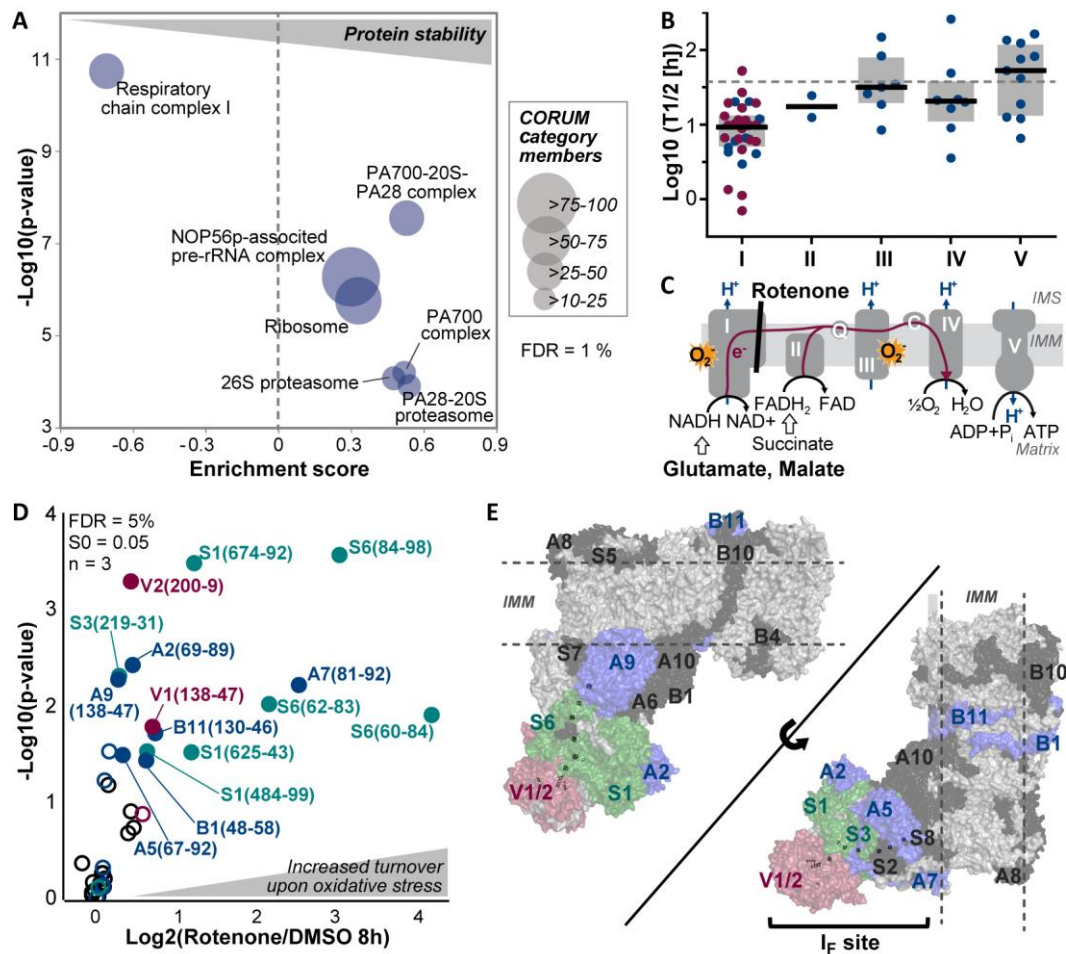 A
Protein stability
11
9
7
5
3
-Log10(p-value)
Respiratory
chain complex I
PA700-20S-
PA28 complex
NOP56p-associted
pre-rRNA complex
Ribosome
PA700
complex
26S proteasome
PA28-20S
proteasome
-0.9
-0.6
-0.3
0
0.3
0.6
0.9
Enrichment score
CORUM
category
members
>75-100
>50-75
>25-50
>10-25
FDR = 1 %
B
Log10 (T1/2 [h])
2
1
0
I
II
III
IV
V
C
Rotenone
H+
H+
H+
IMS
IMM
Matrix
I
II
Q
III
C
IV
V
e-
O2-
O2-
NADH
NAD+
FADH2
FAD
½O2
H2O
H+
ADP+Pi
ATP
Succinate
Glutamate, Malate
D
4
3
2
1
0
-Log10(p-value)
FDR = 5%
S0 = 0.05
n = 3
S1(674-92)
S6(84-98)
V2(200-9)
S3(219-31)
A2(69-89)
A7(81-92)
A9
(138-47)
V1(138-47)
S6(62-83)
B11(130-46)
S6(60-84)
S1(625-43)
S1(484-99)
B1(48-58)
A5(67-92)
Increased turnover
upon oxidative stress
0
1
2
3
4
Log2(Rotenone/DMSO 8h)
E
B11
A8
S5
B10
IMM
S7
A9
A10
B4
A6
B1
S6
A2
V1/2
S1
IMM
B10
B11
B1
A10
A2
S1
A5
S3
S8
S2
V1/2
A7
A8
IF site